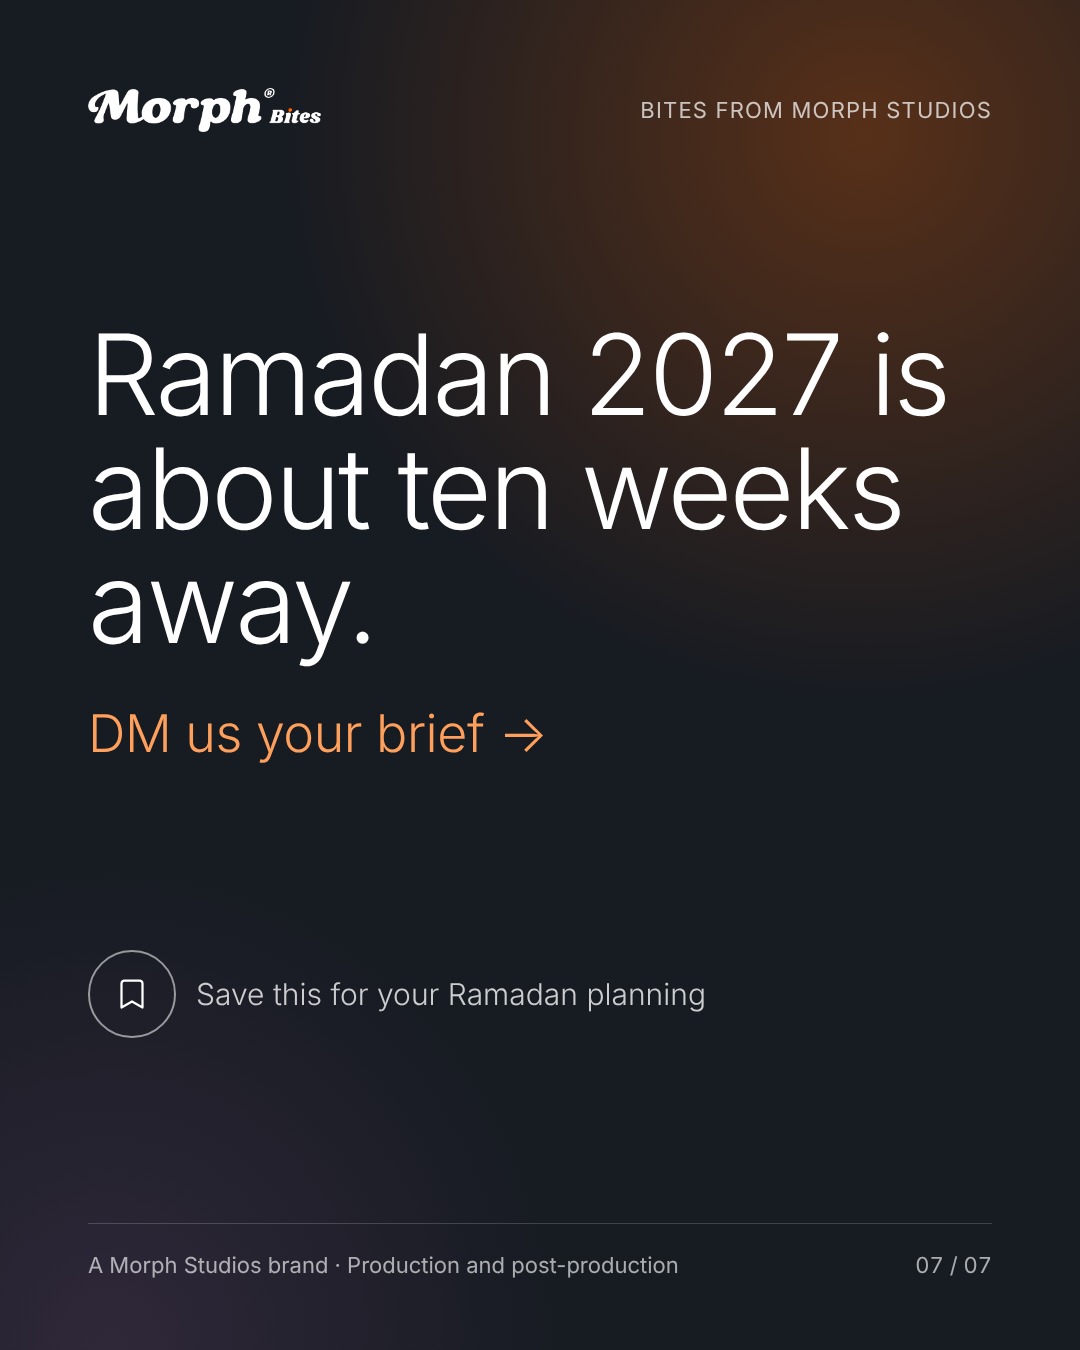 Morph® Bites
BITES FROM MORPH STUDIOS
Ramadan 2027 is
about ten weeks
away.
DM us your brief →
Save this for your Ramadan planning
A Morph Studios brand · Production and post-production
07 / 07